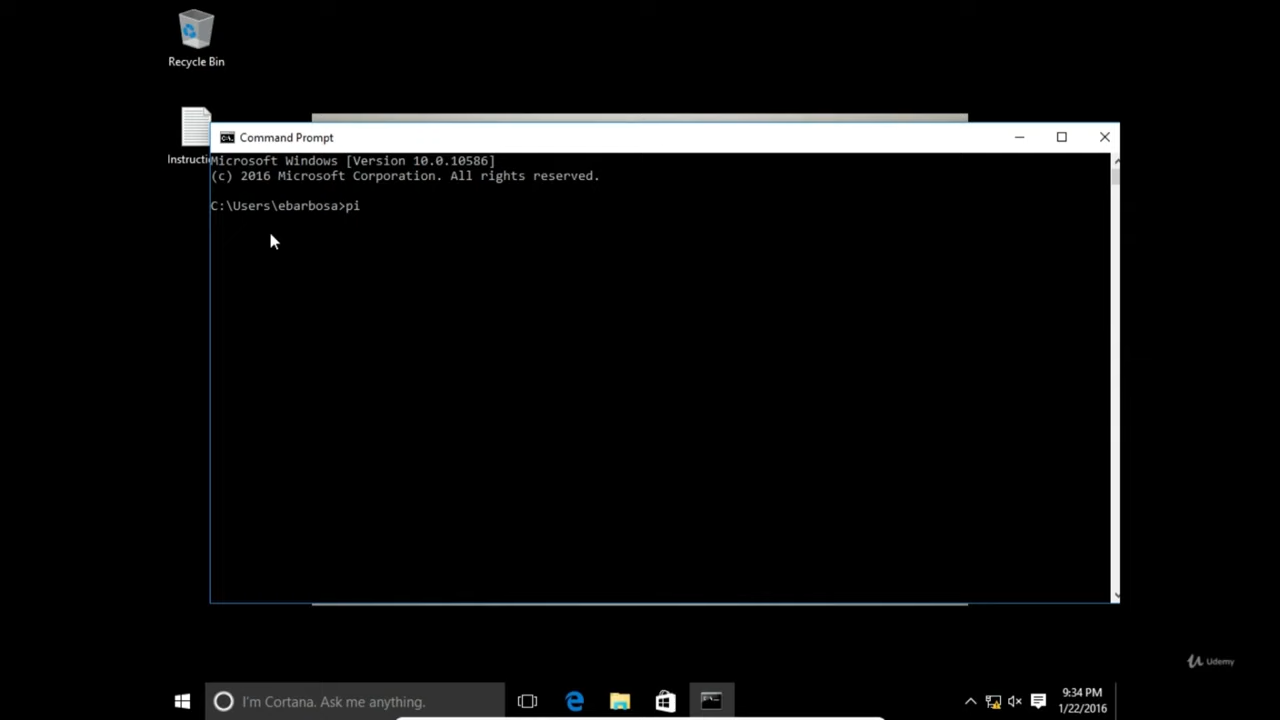 Recycle Bin
Instructi
Command Prompt
Microsoft Windows [Version 10.0.10586]
(c) 2016 Microsoft Corporation. All rights reserved.
C:\Users\ebarbosa>pi
Udemy
I'm Cortana. Ask me anything.
9:34 PM
1/22/2016